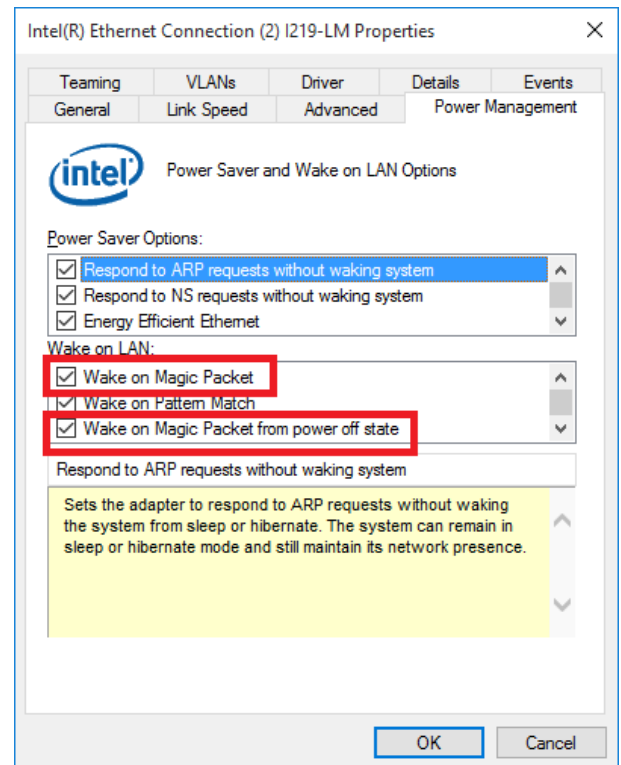 Intel(R) Ethernet Connection (2) I219-LM Properties
Teaming VLANs Driver Details Events
General Link Speed Advanced Power Management
intel
Power Saver and Wake on LAN Options
Power Saver Options:
Respond to ARP requests without waking system
Respond to NS requests without waking system
Energy Efficient Ethernet
Wake on LAN:
Wake on Magic Packet
Wake on Pattern Match
Wake on Magic Packet from power off state
Respond to ARP requests without waking system
Sets the adapter to respond to ARP requests without waking
the system from sleep or hibernate. The system can remain in
sleep or hibernate mode and still maintain its network presence.
OK Cancel